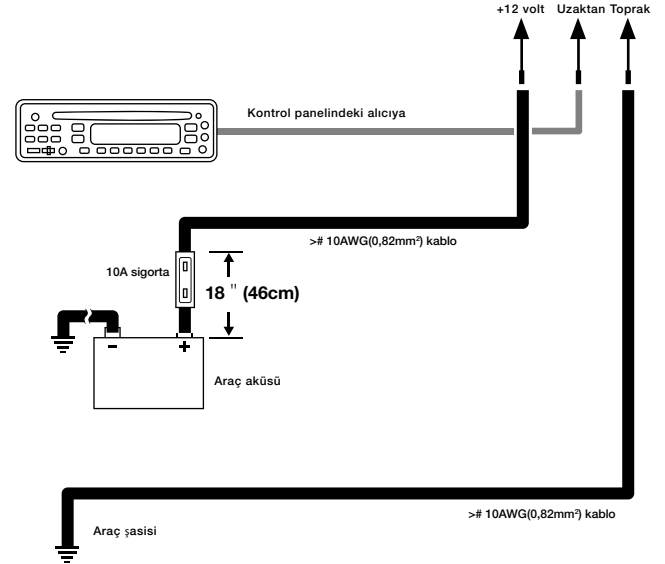 +12 volt Uzaktan Toprak
Kontrol panelindeki alıcıya
># 10AWG(0,82mm²) kablo
10A sigorta
18 " (46cm)
- +
Araç aküsü
># 10AWG(0,82mm²) kablo
Araç şasisi